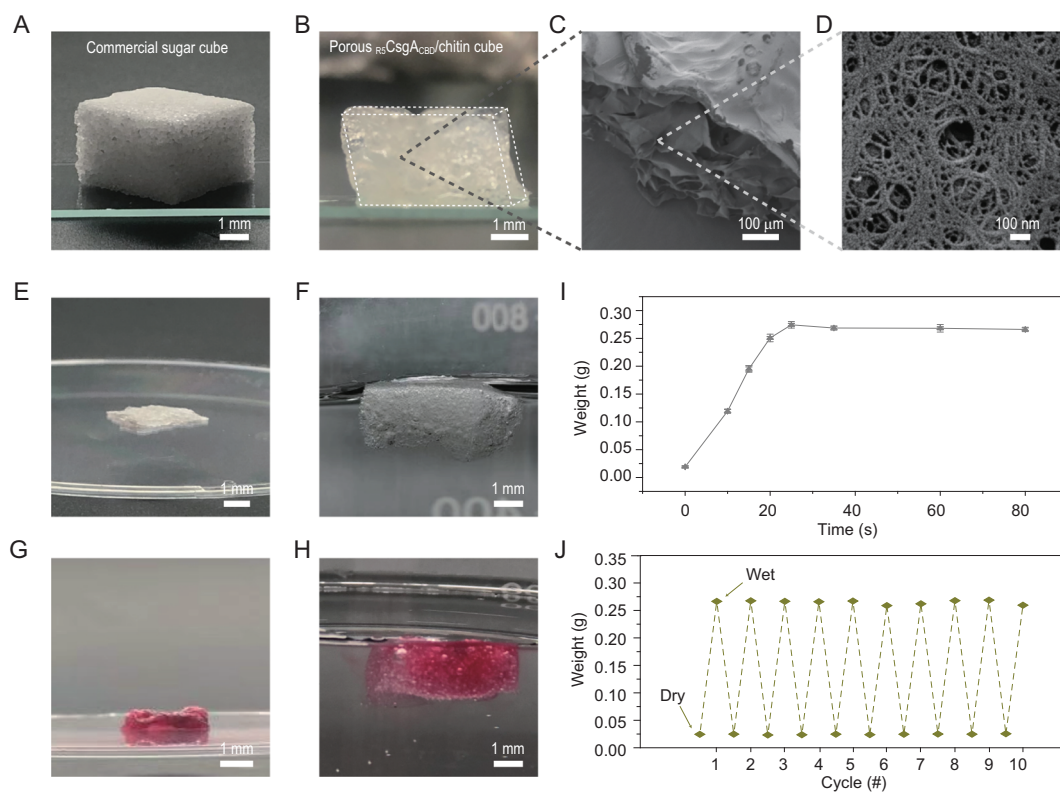 A
Commercial sugar cube
1 mm
B
Porous R5CsgACBD/chitin cube
1 mm
C
100 μm
D
100 nm
E
1 mm
F
008
800
1 mm
I
Weight (g)
0.30
0.25
0.20
0.15
0.10
0.05
0.00
0 20 40 60 80
Time (s)
G
1 mm
H
1 mm
J
Weight (g)
0.35
0.30
0.25
0.20
0.15
0.10
0.05
0.00
Wet
Dry
1 2 3 4 5 6 7 8 9 10
Cycle (#)